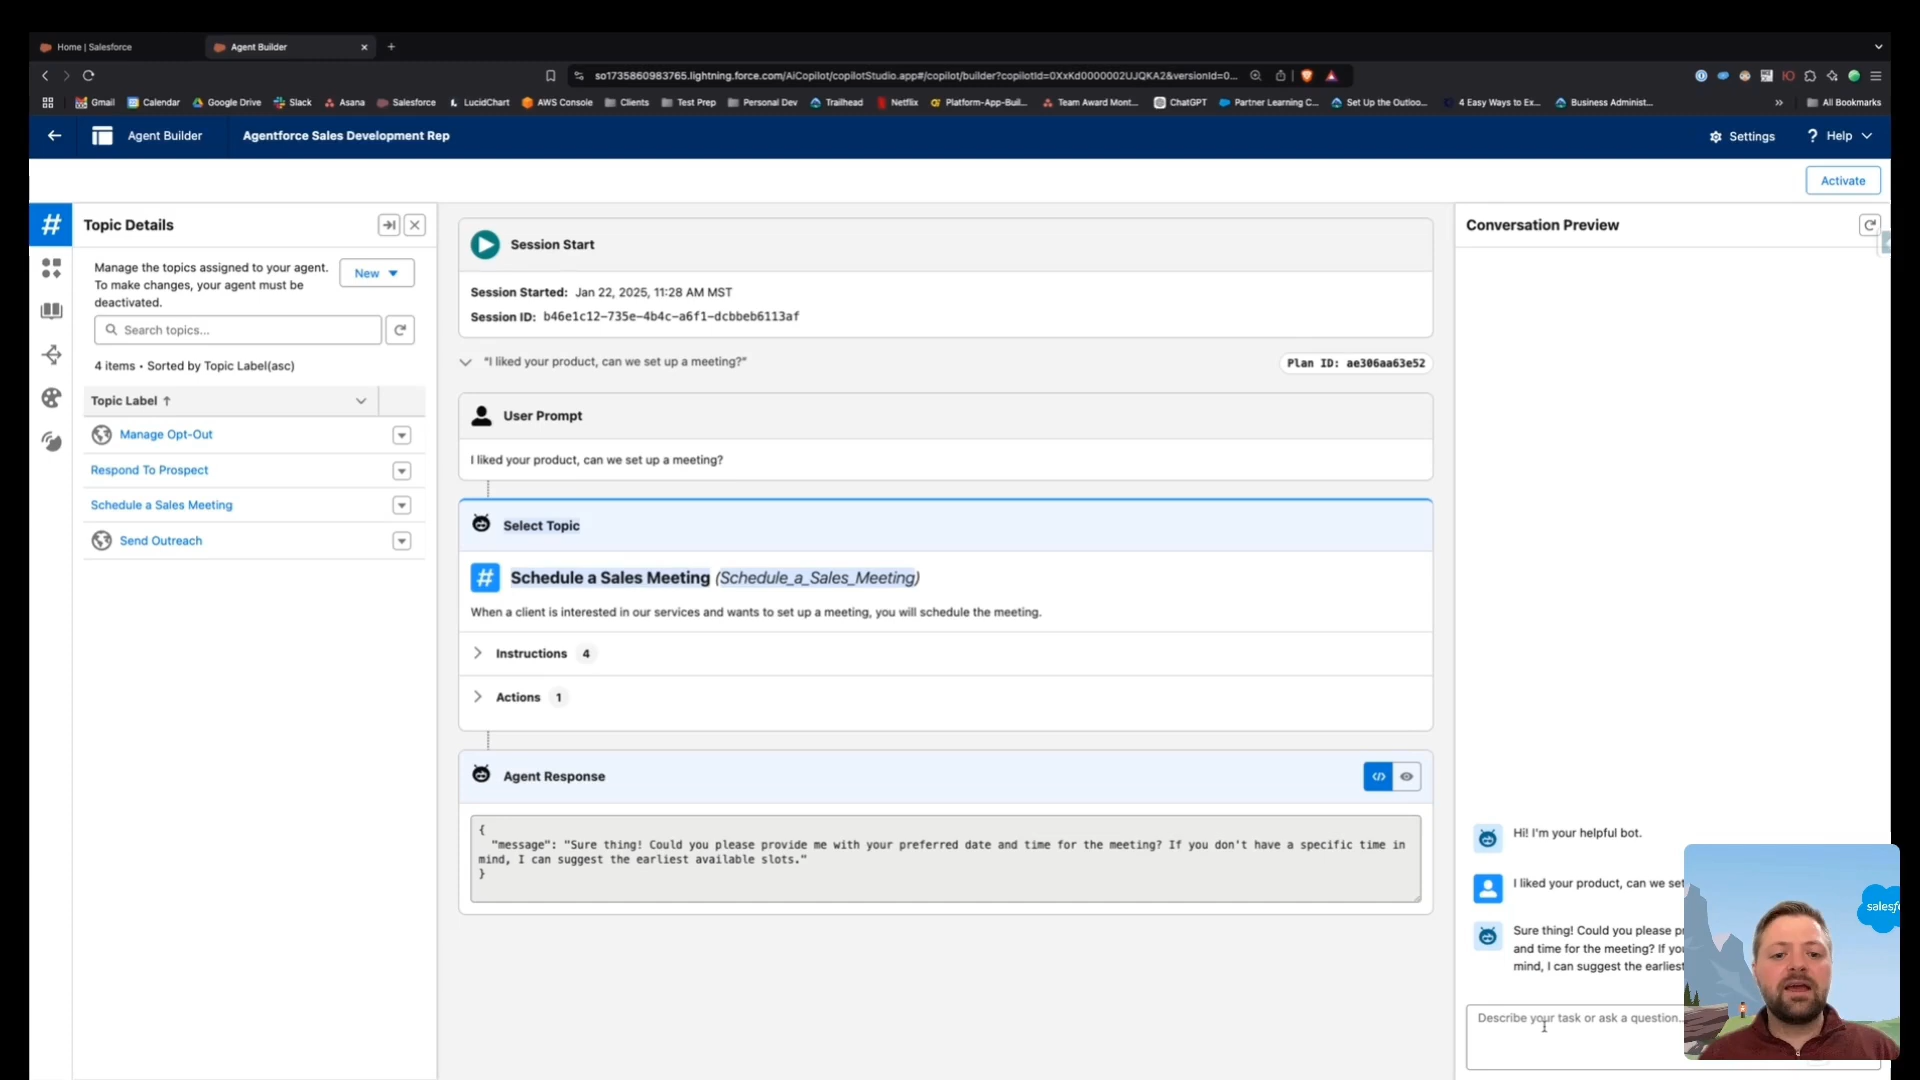 Home | Salesforce
Agent Builder
so1735860983765.lightning.force.com/AiCopilot/copilotStudio.app#/copilot/builder?copilotId=0XxKd0000002UJQKA2&versionId=0...
Gmail
Calendar
Google Drive
Slack
Asana
Salesforce
LucidChart
AWS Console
Clients
Test Prep
Personal Dev
Trailhead
Netflix
Platform-App-Buil...
Team Award Mont...
ChatGPT
Partner Learning C...
Set Up the Outloo...
4 Easy Ways to Ex...
Business Administ...
All Bookmarks
Agent Builder
Agentforce Sales Development Rep
Settings
? Help
Activate
# Topic Details
Manage the topics assigned to your agent.
To make changes, your agent must be
deactivated.
New
Search topics...
4 items • Sorted by Topic Label(asc)
Topic Label ↑
Manage Opt-Out
Respond To Prospect
Schedule a Sales Meeting
Send Outreach
Session Start
Session Started: Jan 22, 2025, 11:28 AM MST
Session ID: b46e1c12-735e-4b4c-a6f1-dcbbeb6113af
"I liked your product, can we set up a meeting?"
Plan ID: ae306aa63e52
User Prompt
I liked your product, can we set up a meeting?
Select Topic
# Schedule a Sales Meeting (Schedule_a_Sales_Meeting)
When a client is interested in our services and wants to set up a meeting, you will schedule the meeting.
Instructions 4
Actions 1
Agent Response
</>
{
"message": "Sure thing! Could you please provide me with your preferred date and time for the meeting? If you don't have a specific time in
mind, I can suggest the earliest available slots."
}
Conversation Preview
Hi! I'm your helpful bot.
I liked your product, can we set
Sure thing! Could you please p
and time for the meeting? If you
mind, I can suggest the earliest
Describe your task or ask a question...
salesf